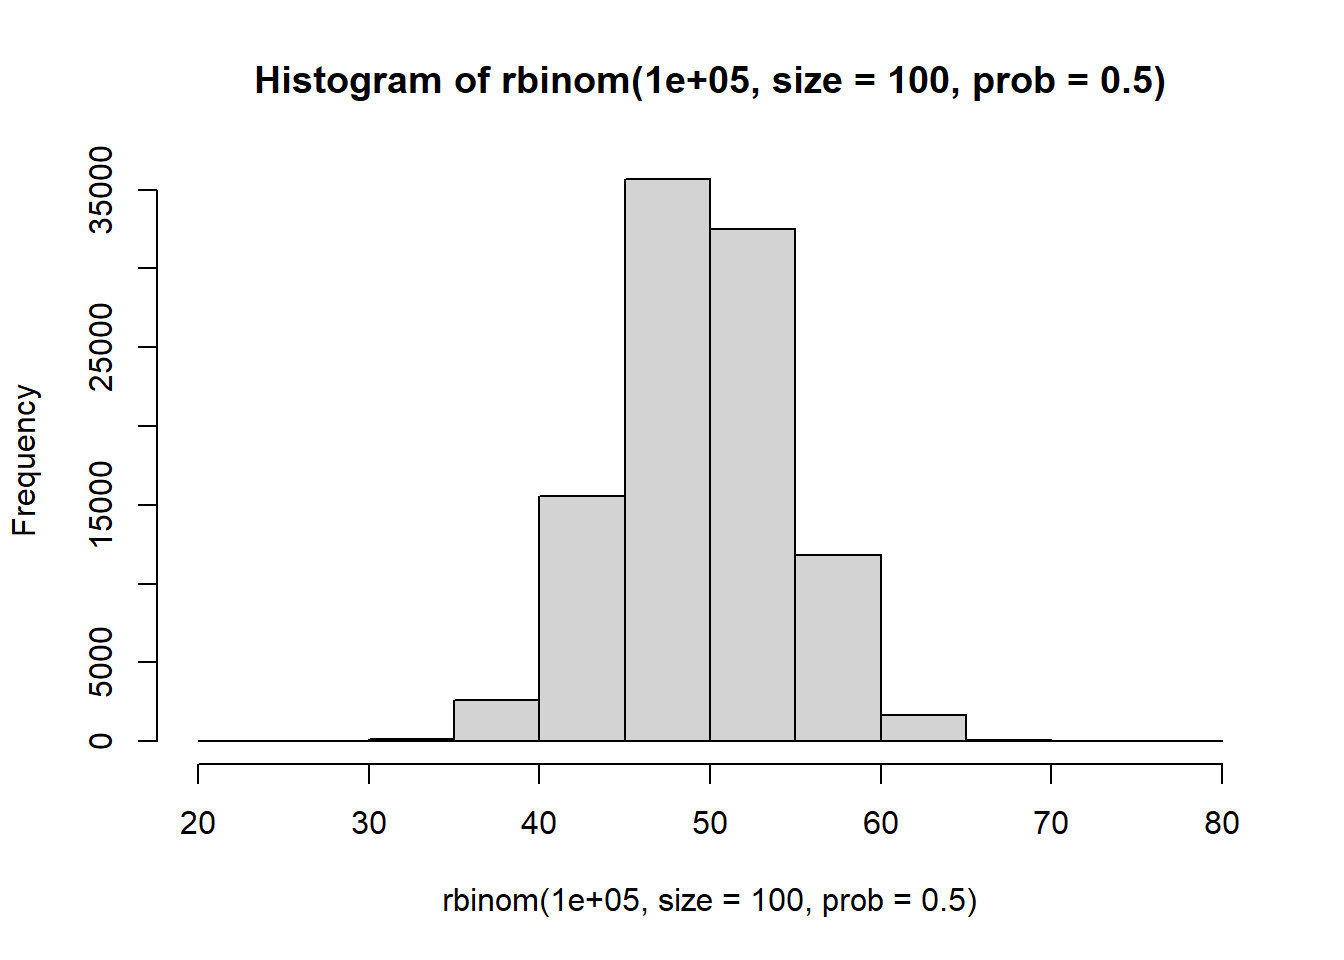 Histogram of rbinom(1e+05, size = 100, prob = 0.5)
Frequency
35000
25000
15000
5000
0
20 30 40 50 60 70 80
rbinom(1e+05, size = 100, prob = 0.5)